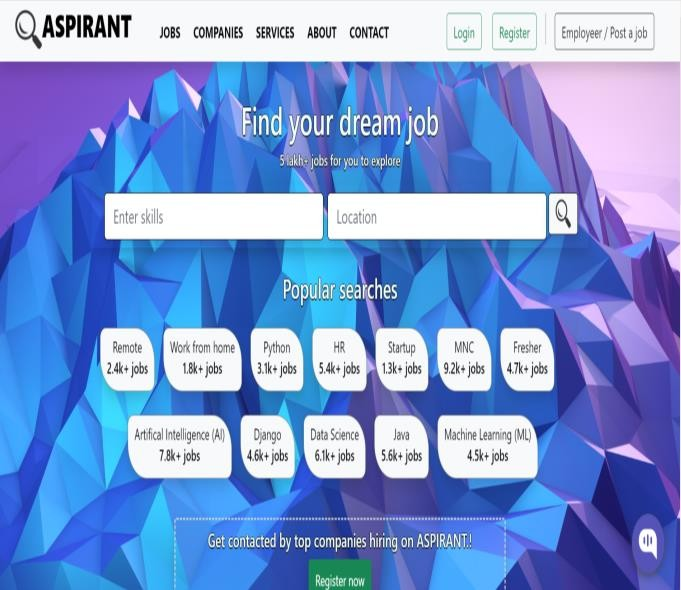 ASPIRANT JOBS COMPANIES SERVICES ABOUT CONTACT Login Register Employeer / Post a job
Find your dream job
5 lakh+ jobs for you to explore
Enter skills Location
Popular searches
Remote Work from home Python HR Startup MNC Fresher
2.4k+ jobs 1.8k+ jobs 3.1k+ jobs 5.4k+ jobs 1.3k+ jobs 9.2k+ jobs 4.7k+ jobs
Artifical Intelligence (AI) Django Data Science Java Machine Learning (ML)
7.8k+ jobs 4.6k+ jobs 6.1k+ jobs 5.6k+ jobs 4.5k+ jobs
Get contacted by top companies hiring on ASPIRANT.!
Register now